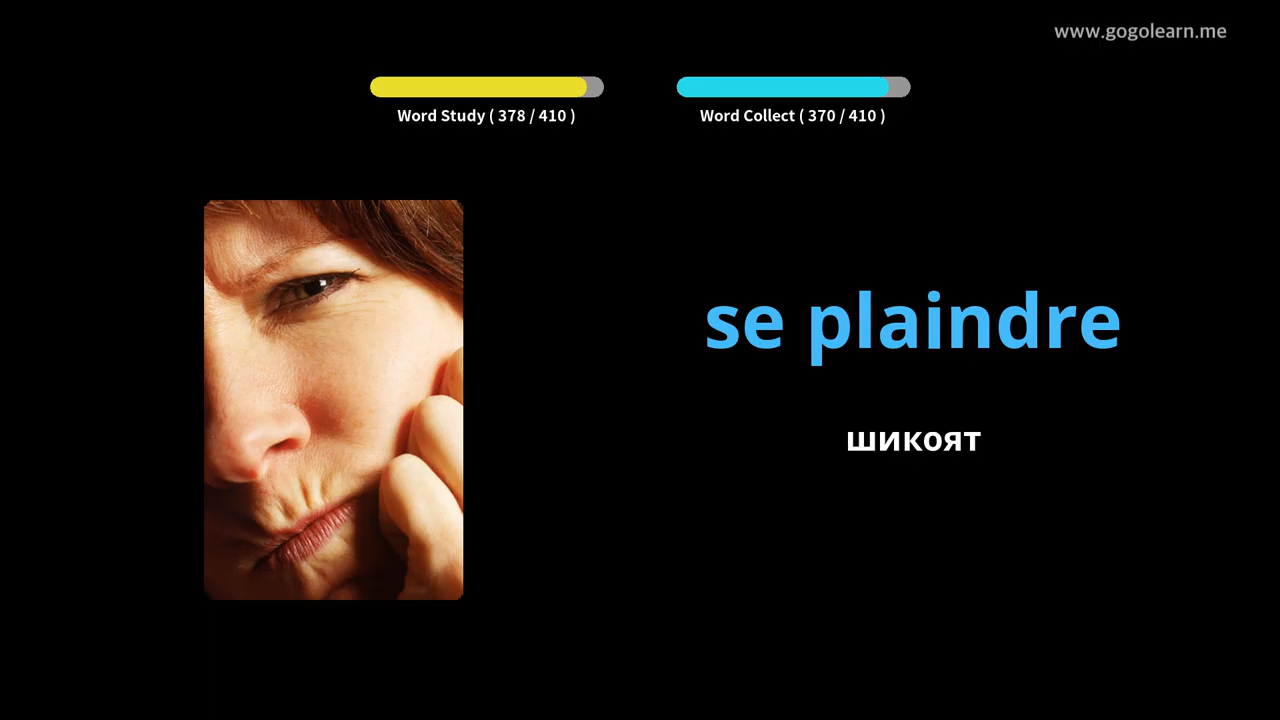 www.gogolearn.me
Word Study ( 378 / 410 )
Word Collect ( 370 / 410 )
se plaindre
шикоят